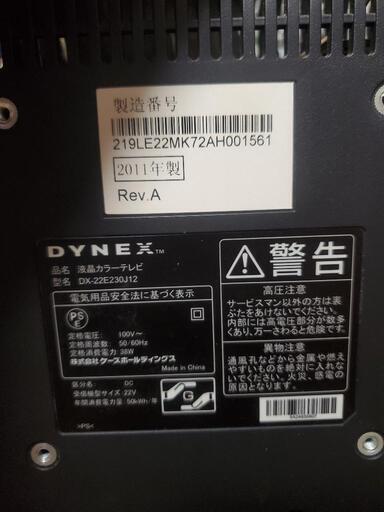 製造番号
219LE22MK72AH001561
2011年製
Rev.A
DYNEX™
品名 液晶カラーテレビ
型名 DX-22E230J12
電気用品安全法に基づく表示
PS
E
定格電圧: 100V～
定格周波数: 50/60Hz
定格消費電力: 38W
株式会社ケーズホールディングス
Made in China
区分名: DC
受信機型サイズ: 22V
年間消費電力量: 50kWh/年
G
>PS<
警告
高圧注意
サービスマン以外の方は、裏ぶたをあけないでください。
内部には高電圧部分が数多くあり、万一さわると危険です。
異物注意
通風孔などから金属や燃えやすいものを絶対に入れないでください。火災、感電の原因となります。